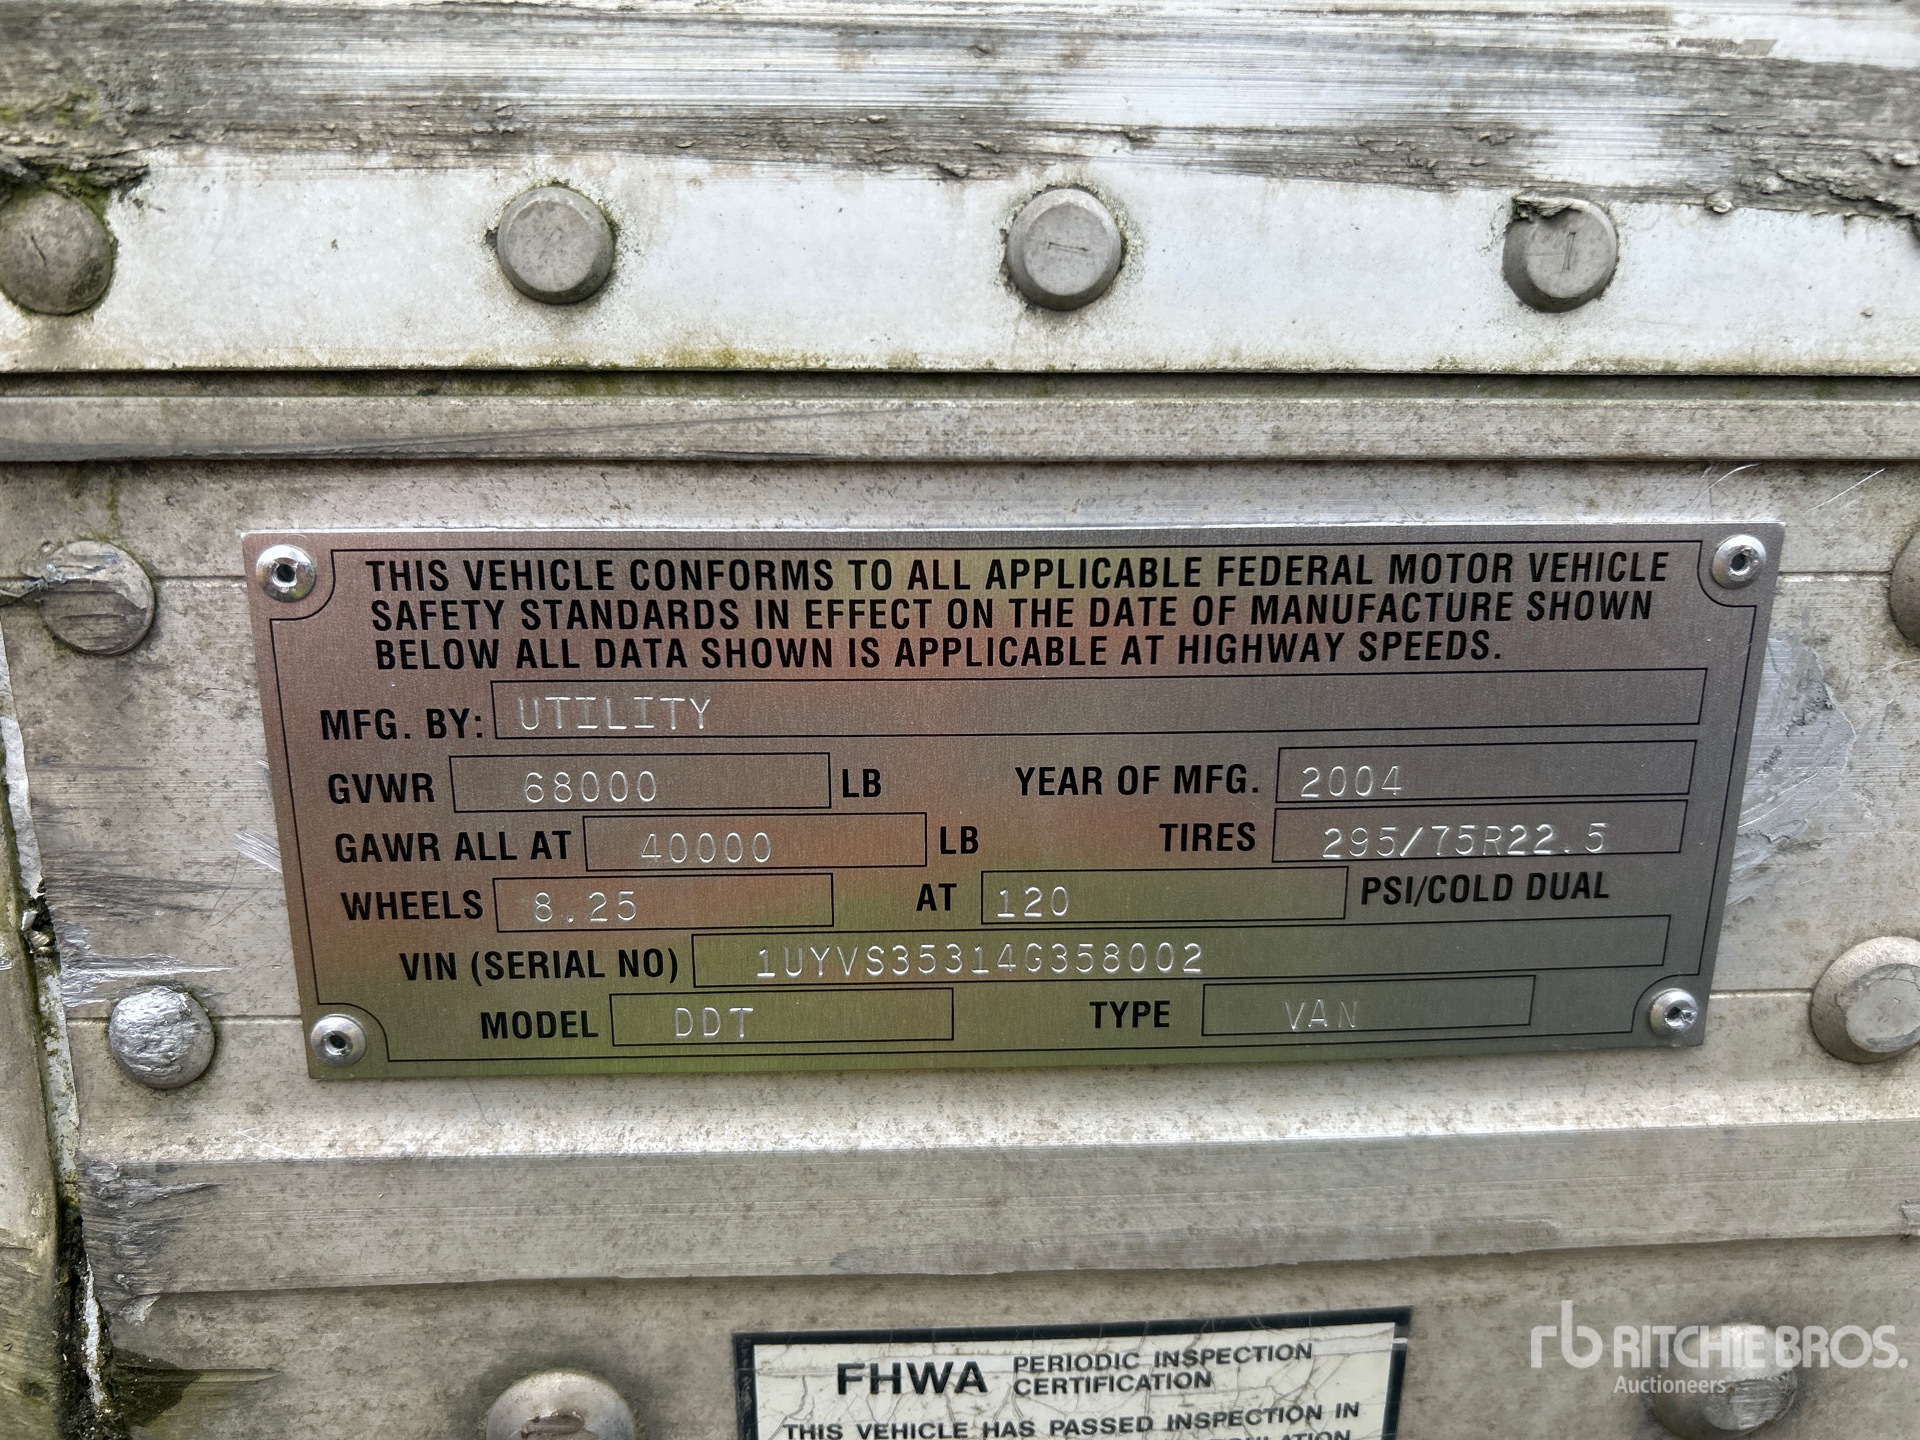 THIS VEHICLE CONFORMS TO ALL APPLICABLE FEDERAL MOTOR VEHICLE
SAFETY STANDARDS IN EFFECT ON THE DATE OF MANUFACTURE SHOWN
BELOW ALL DATA SHOWN IS APPLICABLE AT HIGHWAY SPEEDS.
MFG. BY: UTILITY
GVWR 68000 LB YEAR OF MFG. 2004
GAWR ALL AT 40000 LB TIRES 295/75R22.5
WHEELS 8.25 AT 120 PSI/COLD DUAL
VIN (SERIAL NO) 1UYVS35314G358002
MODEL DDT TYPE VAN
FHWA PERIODIC INSPECTION
CERTIFICATION
THIS VEHICLE HAS PASSED INSPECTION IN
rb RITCHIE BROS.
Auctioneers